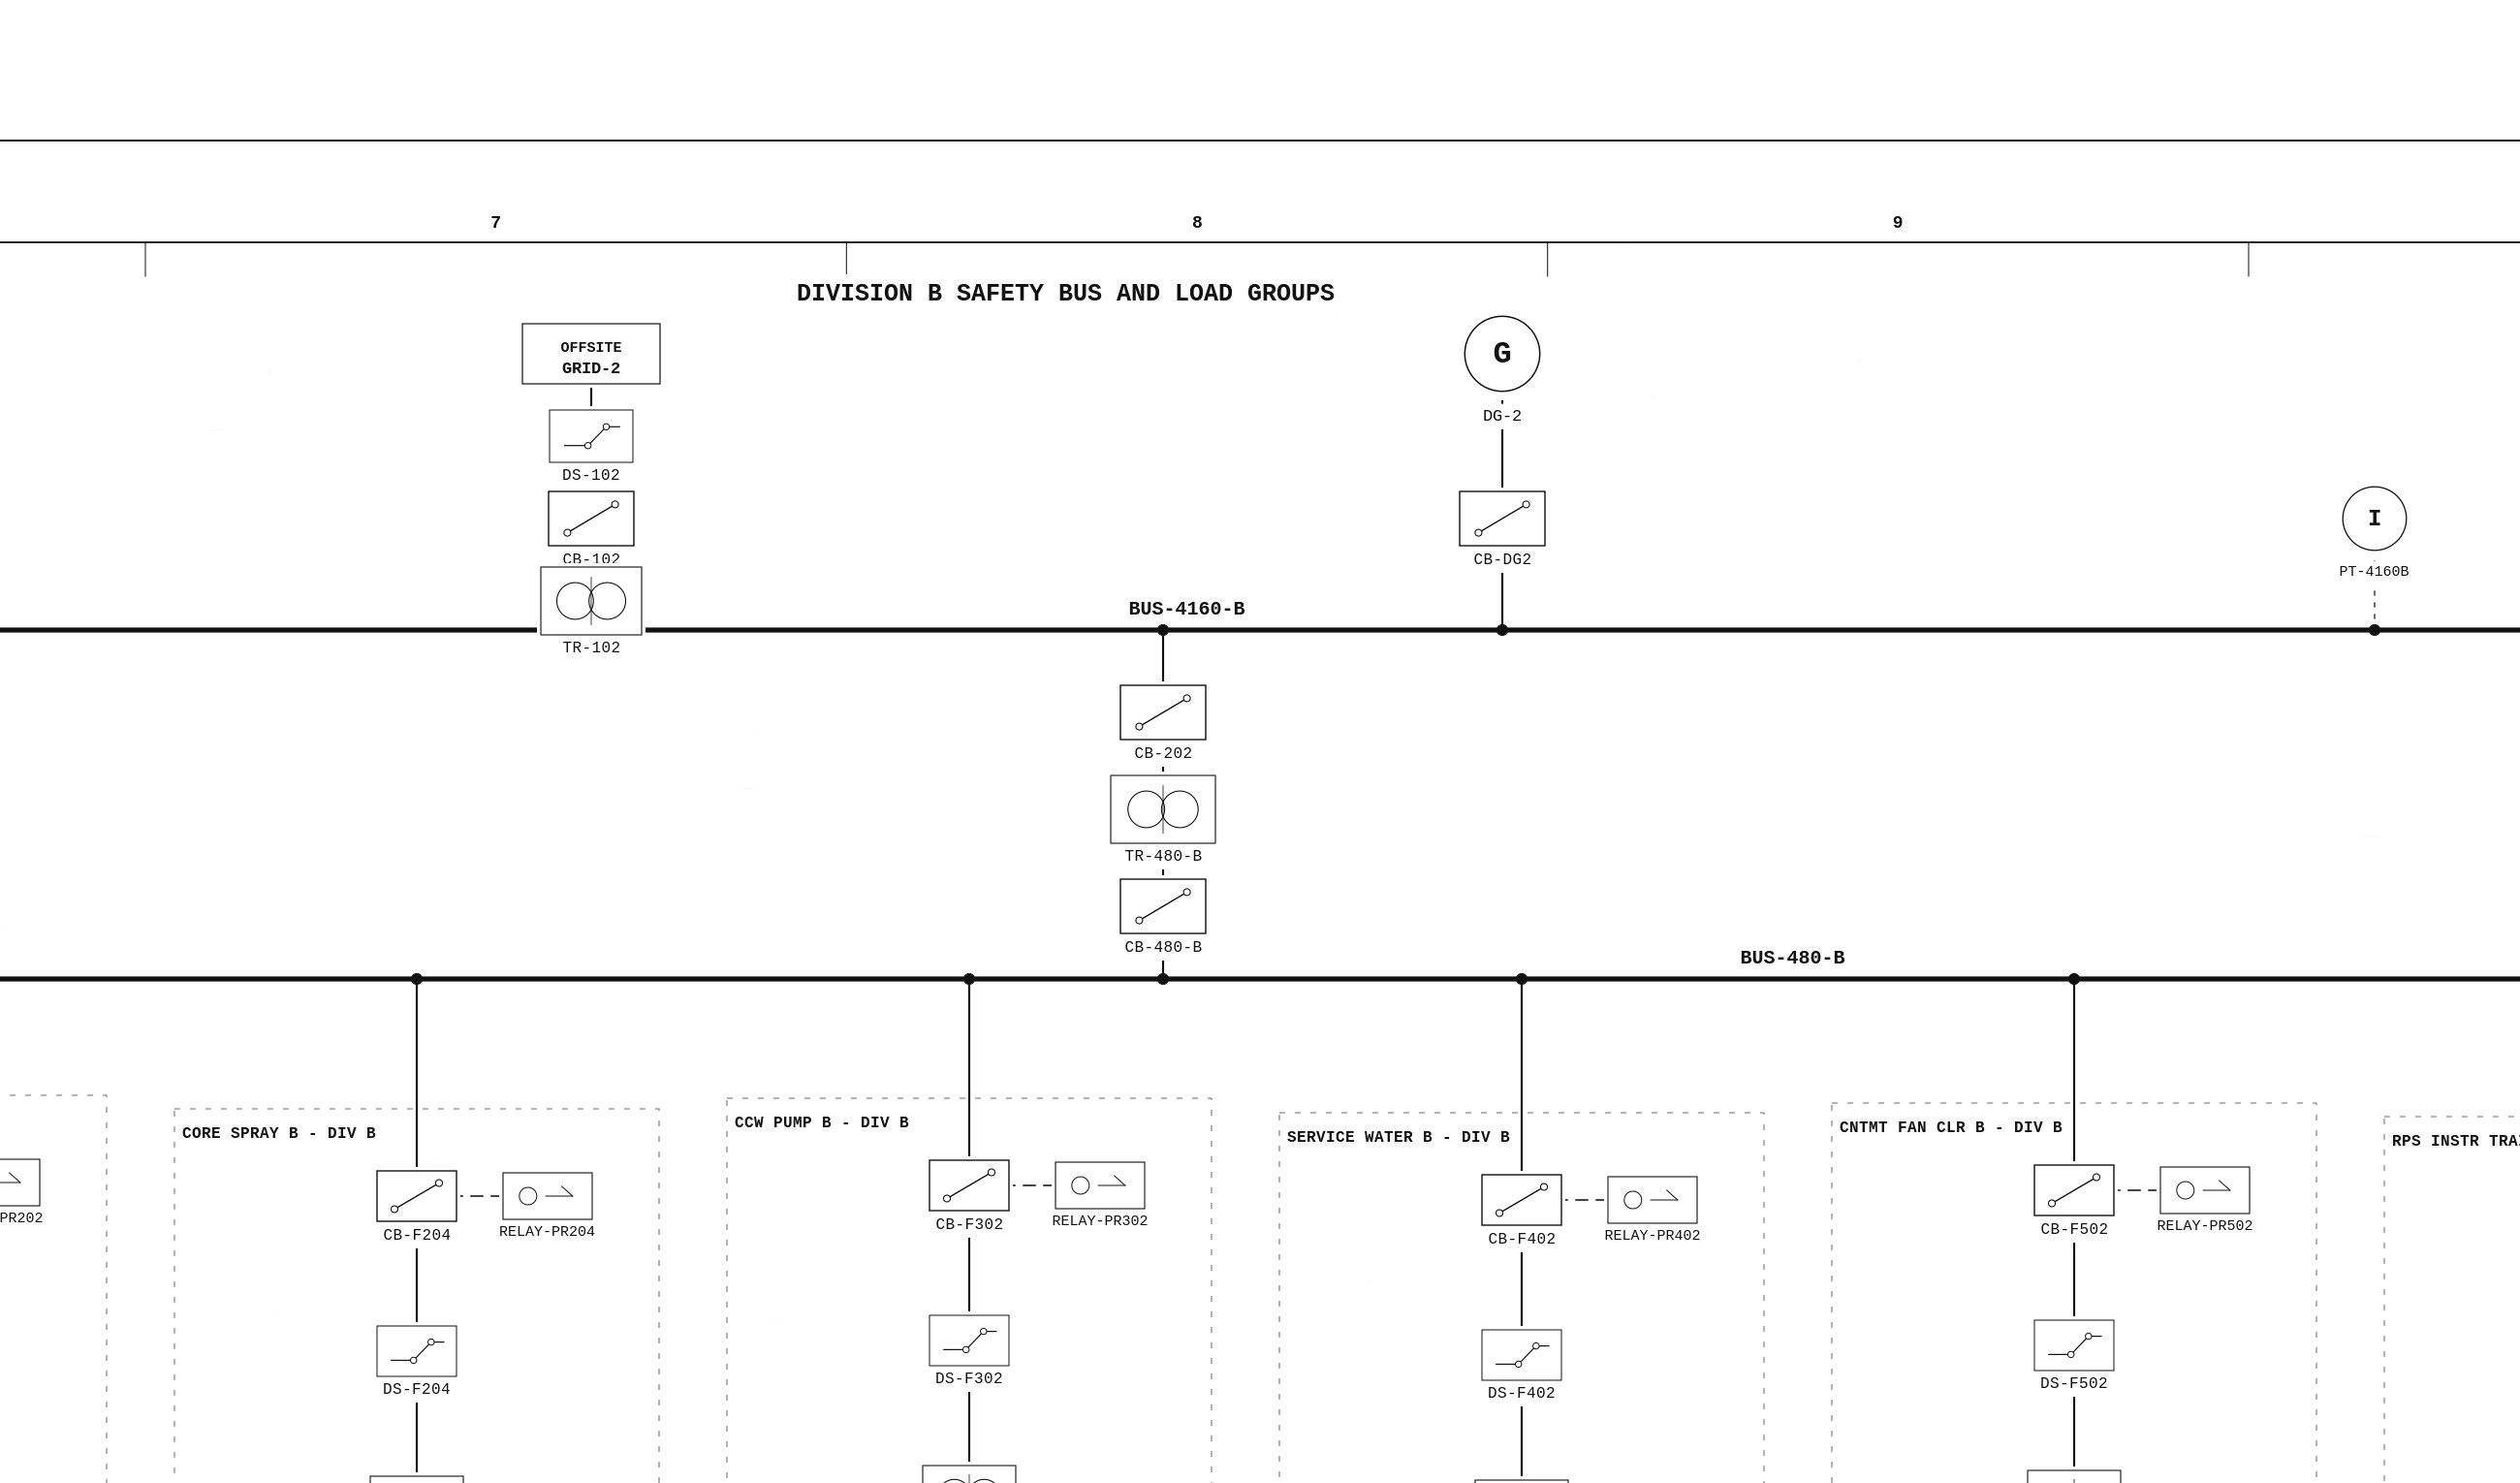 7
8
9
DIVISION B SAFETY BUS AND LOAD GROUPS
OFFSITE
GRID-2
G
DG-2
DS-102
CB-102
CB-DG2
I
PT-4160B
BUS-4160-B
TR-102
CB-202
TR-480-B
CB-480-B
BUS-480-B
CORE SPRAY B - DIV B
CCW PUMP B - DIV B
SERVICE WATER B - DIV B
CNTMT FAN CLR B - DIV B
RPS INSTR
PR202
CB-F204
RELAY-PR204
CB-F302
RELAY-PR302
CB-F402
RELAY-PR402
CB-F502
RELAY-PR502
DS-F204
DS-F302
DS-F402
DS-F502